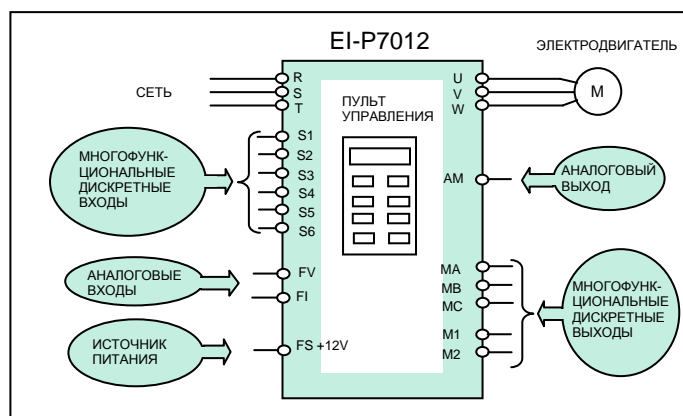 EI-P7012
ЭЛЕКТРОДВИГАТЕЛЬ
СЕТЬ
R
S
T
ПУЛЬТ
УПРАВЛЕНИЯ
U
V
W
М
МНОГОФУНК-
ЦИОНАЛЬНЫЕ
ДИСКРЕТНЫЕ
ВХОДЫ
S1
S2
S3
S4
S5
S6
AM
АНАЛОГОВЫЙ
ВЫХОД
АНАЛОГОВЫЕ
ВХОДЫ
FV
FI
MA
MB
MC
M1
M2
МНОГОФУНК-
ЦИОНАЛЬНЫЕ
ДИСКРЕТНЫЕ
ВЫХОДЫ
ИСТОЧНИК
ПИТАНИЯ
FS +12V